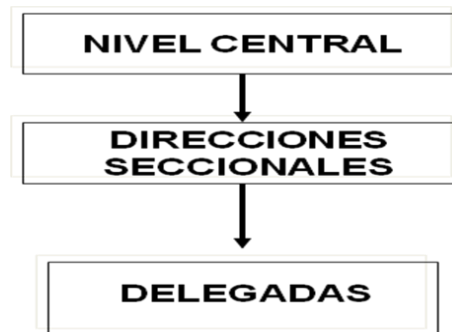 NIVEL CENTRAL
DIRECCIONES
SECCIONALES
DELEGADAS